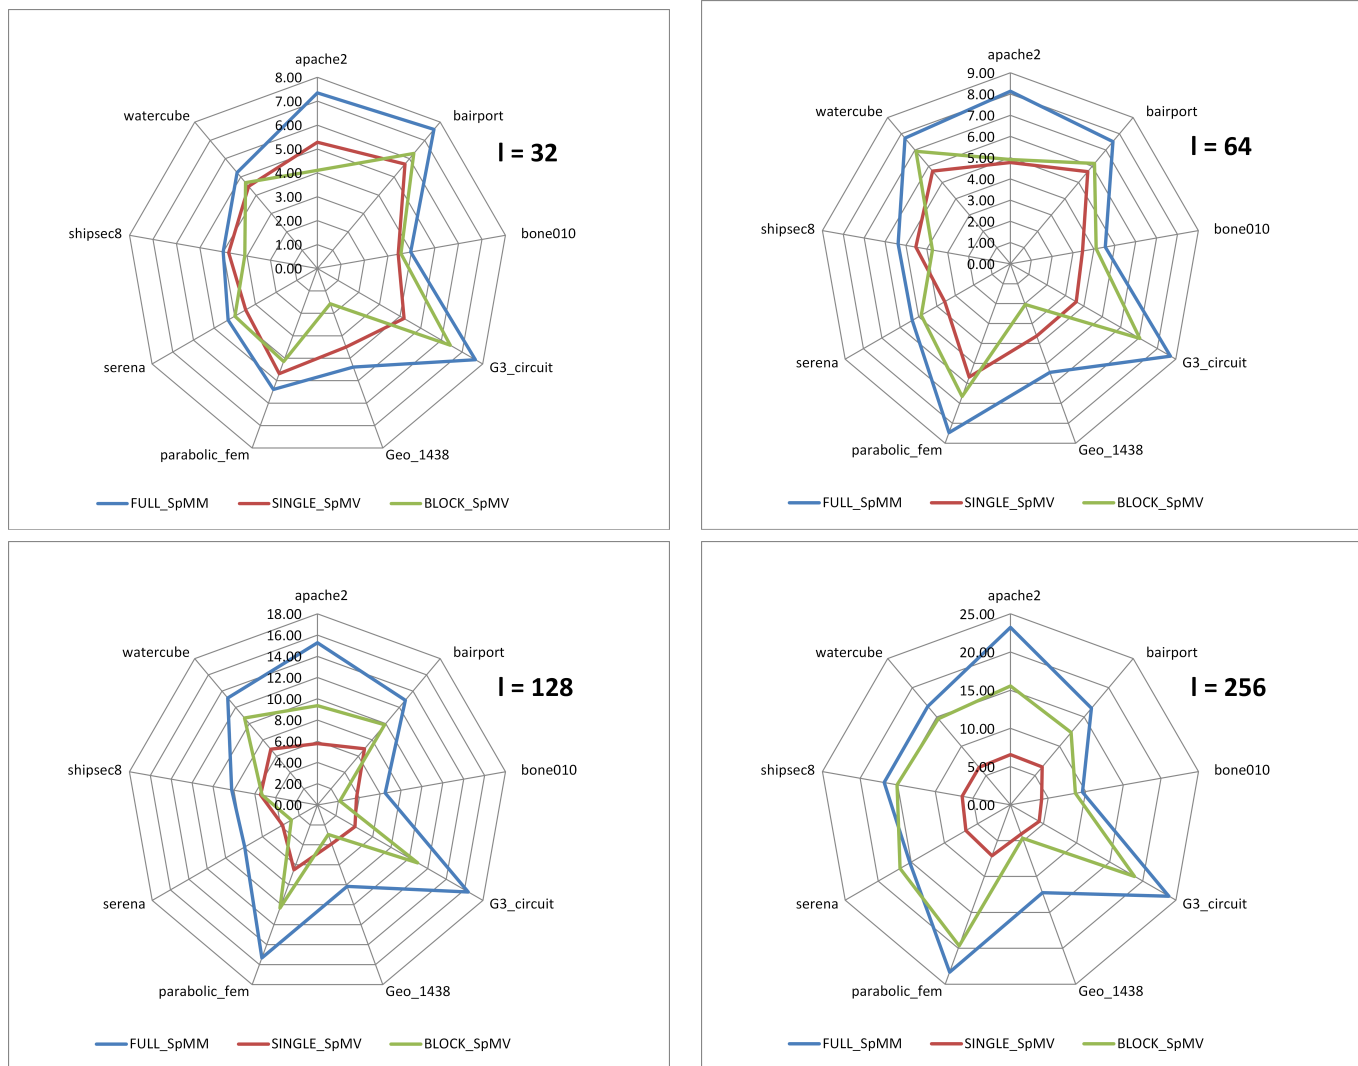 apache2
8.00
7.00
6.00
5.00
4.00
3.00
2.00
1.00
0.00
bairport
bone010
G3_circuit
Geo_1438
parabolic_fem
serena
shipsec8
watercube
l = 32
FULL_SpMM SINGLE_SpMV BLOCK_SpMV
apache2
9.00
8.00
7.00
6.00
5.00
4.00
3.00
2.00
1.00
0.00
bairport
bone010
G3_circuit
Geo_1438
parabolic_fem
serena
shipsec8
watercube
l = 64
FULL_SpMM SINGLE_SpMV BLOCK_SpMV
apache2
18.00
16.00
14.00
12.00
10.00
8.00
6.00
4.00
2.00
0.00
bairport
bone010
G3_circuit
Geo_1438
parabolic_fem
serena
shipsec8
watercube
l = 128
FULL_SpMM SINGLE_SpMV BLOCK_SpMV
apache2
25.00
20.00
15.00
10.00
5.00
0.00
bairport
bone010
G3_circuit
Geo_1438
parabolic_fem
serena
shipsec8
watercube
l = 256
FULL_SpMM SINGLE_SpMV BLOCK_SpMV